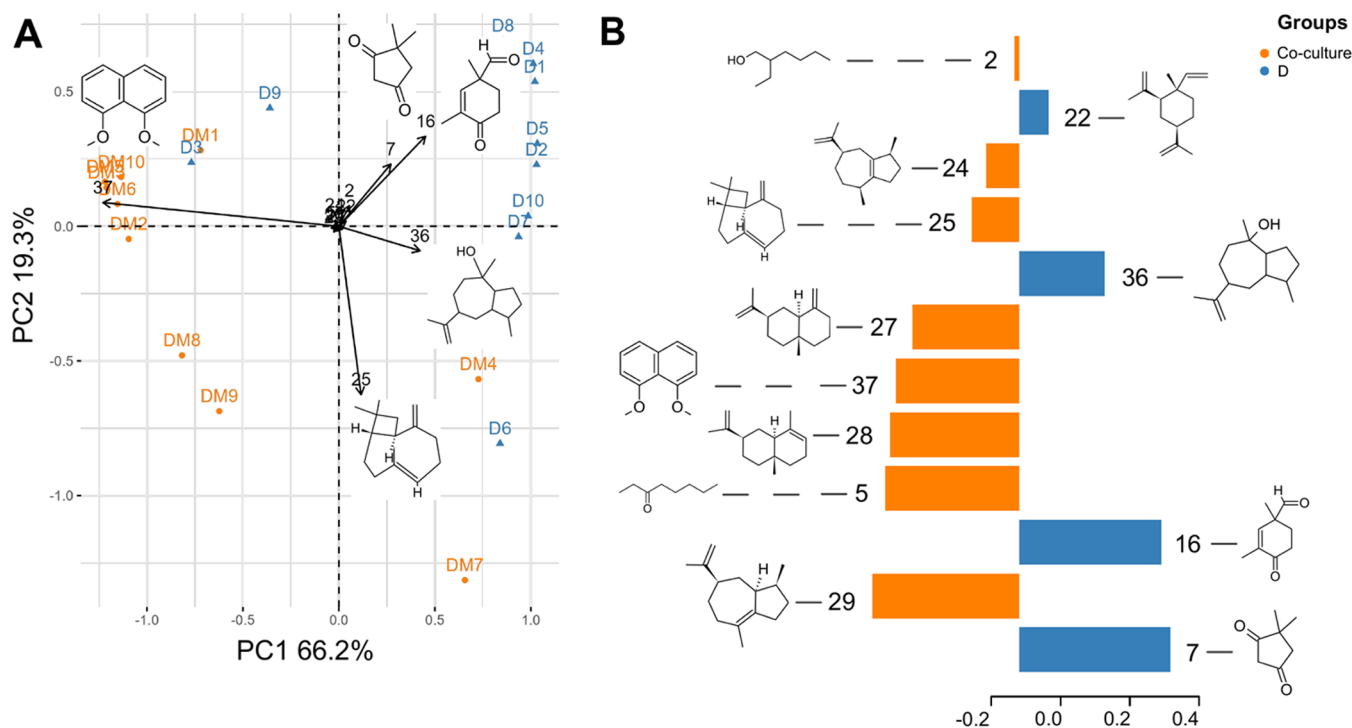 A
B
Groups
Co-culture
D
D8
D4
D1
D9
D5
D2
D10
D7
D3
DM1
DM10
DM6
DM2
DM8
DM9
DM4
D6
DM7
16
7
2
37
36
25
H
O
O
O
O
O
O
HO
H
H
H
0.5
0.0
-0.5
-1.0
-1.0
-0.5
0.0
0.5
1.0
PC2 19.3%
PC1 66.2%
HO
2
22
24
H
H
25
36
OH
H
27
O
O
37
H
28
O
5
16
H
O
O
H
29
7
O
O
-0.2
0.0
0.2
0.4